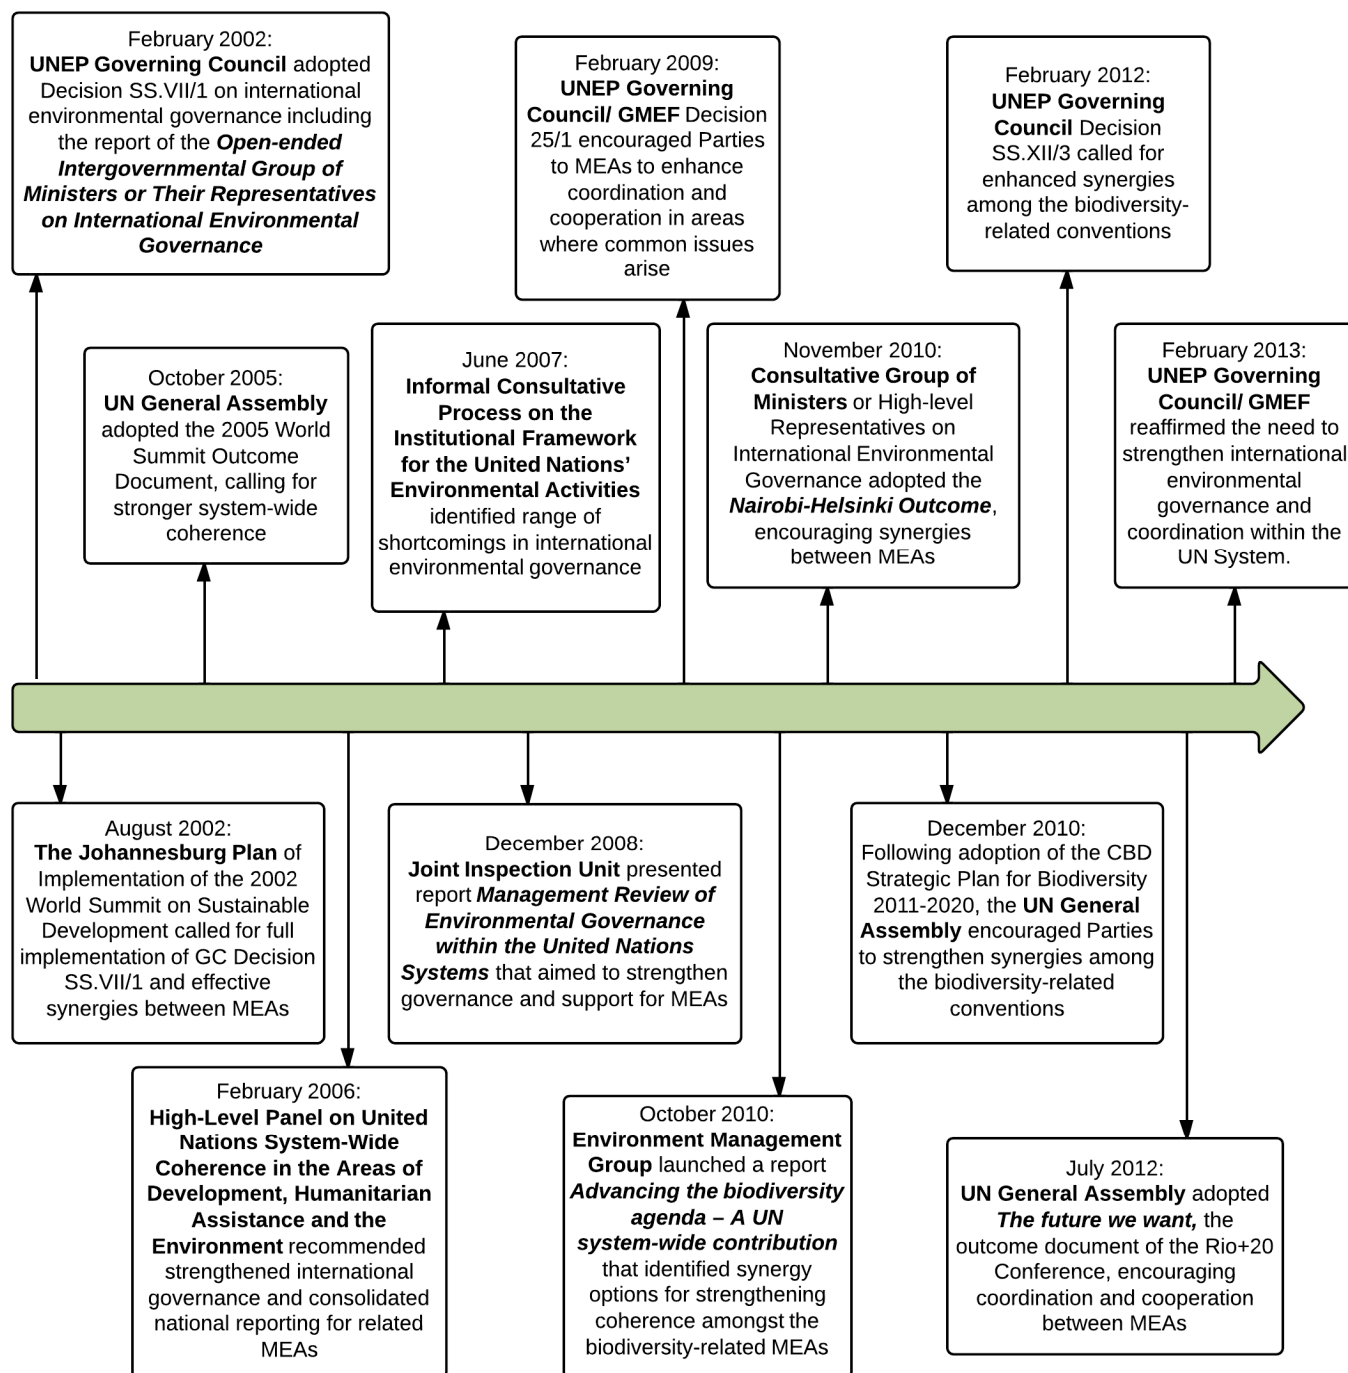 February 2002:
UNEP Governing Council adopted
Decision SS.VII/1 on international
environmental governance including
the report of the Open-ended
Intergovernmental Group of
Ministers or Their Representatives
on International Environmental
Governance
October 2005:
UN General Assembly
adopted the 2005 World
Summit Outcome
Document, calling for
stronger system-wide
coherence
June 2007:
Informal Consultative
Process on the
Institutional Framework
for the United Nations’
Environmental Activities
identified range of
shortcomings in international
environmental governance
February 2009:
UNEP Governing
Council/ GMEF Decision
25/1 encouraged Parties
to MEAs to enhance
coordination and
cooperation in areas
where common issues
arise
November 2010:
Consultative Group of
Ministers or High-level
Representatives on
International Environmental
Governance adopted the
Nairobi-Helsinki Outcome,
encouraging synergies
between MEAs
February 2012:
UNEP Governing
Council Decision
SS.XII/3 called for
enhanced synergies
among the biodiversity-
related conventions
February 2013:
UNEP Governing
Council/ GMEF
reaffirmed the need to
strengthen international
environmental
governance and
coordination within the
UN System.
August 2002:
The Johannesburg Plan of
Implementation of the 2002
World Summit on Sustainable
Development called for full
implementation of GC Decision
SS.VII/1 and effective
synergies between MEAs
February 2006:
High-Level Panel on United
Nations System-Wide
Coherence in the Areas of
Development, Humanitarian
Assistance and the
Environment recommended
strengthened international
governance and consolidated
national reporting for related
MEAs
December 2008:
Joint Inspection Unit presented
report Management Review of
Environmental Governance
within the United Nations
Systems that aimed to strengthen
governance and support for MEAs
October 2010:
Environment Management
Group launched a report
Advancing the biodiversity
agenda – A UN
system-wide contribution
that identified synergy
options for strengthening
coherence amongst the
biodiversity-related MEAs
December 2010:
Following adoption of the CBD
Strategic Plan for Biodiversity
2011-2020, the UN General
Assembly encouraged Parties
to strengthen synergies among
the biodiversity-related
conventions
July 2012:
UN General Assembly adopted
The future we want, the
outcome document of the Rio+20
Conference, encouraging
coordination and cooperation
between MEAs